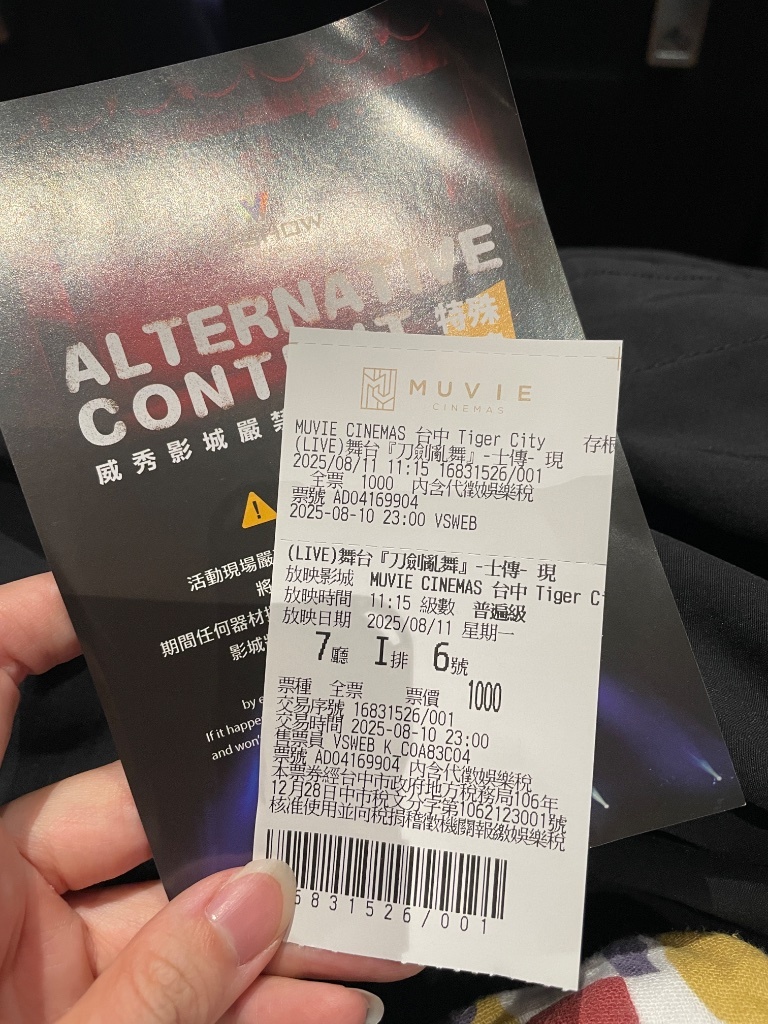 SHOW
ALTERNATIVE
CONTENT 特殊
威秀影城嚴禁
活動現場嚴
將
期間任何器材
影城
by e
If it happe
and won'
MUVIE
CINEMAS
MUVIE CINEMAS 台中 Tiger City 存根
(LIVE)舞台『刀劍亂舞』-士傳- 現
2025/08/11 11:15 16831526/001
全票 1000 內含代徵娛樂稅
票號 AD04169904
2025-08-10 23:00 VSWEB
(LIVE)舞台『刀劍亂舞』-士傳- 現
放映影城 MUVIE CINEMAS 台中 Tiger C
放映時間 11:15 級數 普遍級
放映日期 2025/08/11 星期一
7廳 I排 6號
票種 全票 票價 1000
交易序號 16831526/001
交易時間 2025-08-10 23:00
售票員 VSWEB K_C0A83C04
票號 AD04169904 內含代徵娛樂稅
本票券經台中市政府地方稅務局106年
12月28日中市稅文分字第1062123001號
核准使用並向稅捐稽徵機關報繳娛樂稅
6831526/001